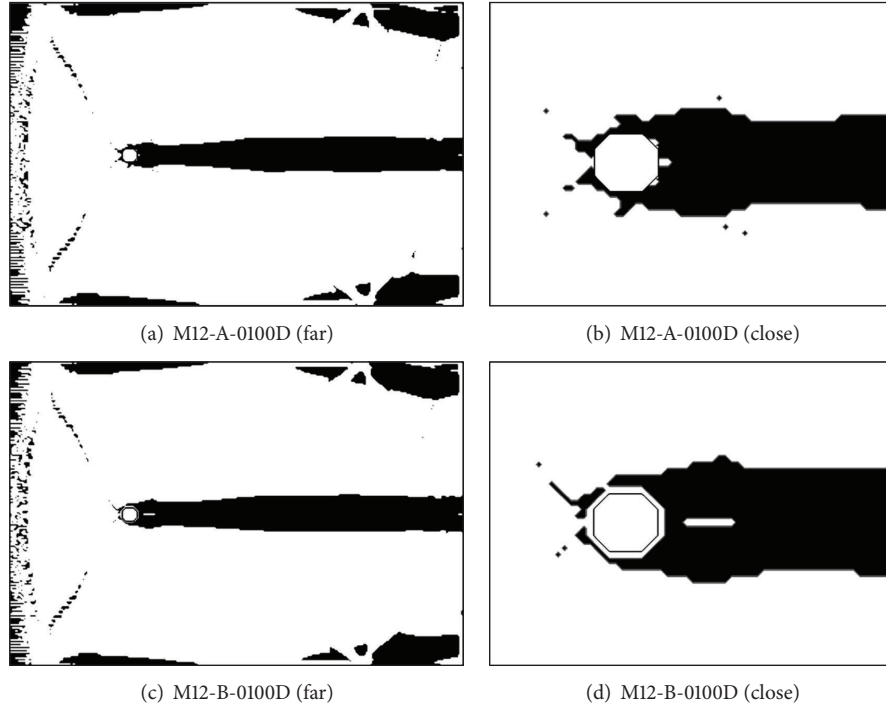 (a) M12-A-0100D (far)
(b) M12-A-0100D (close)
(c) M12-B-0100D (far)
(d) M12-B-0100D (close)